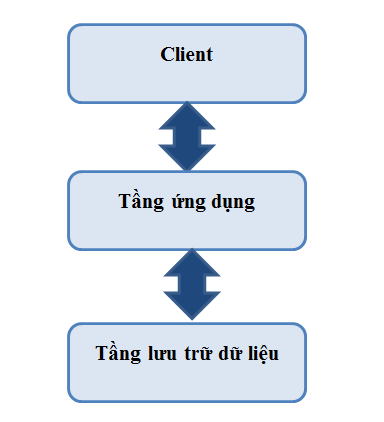 Client
Tầng ứng dụng
Tầng lưu trữ dữ liệu